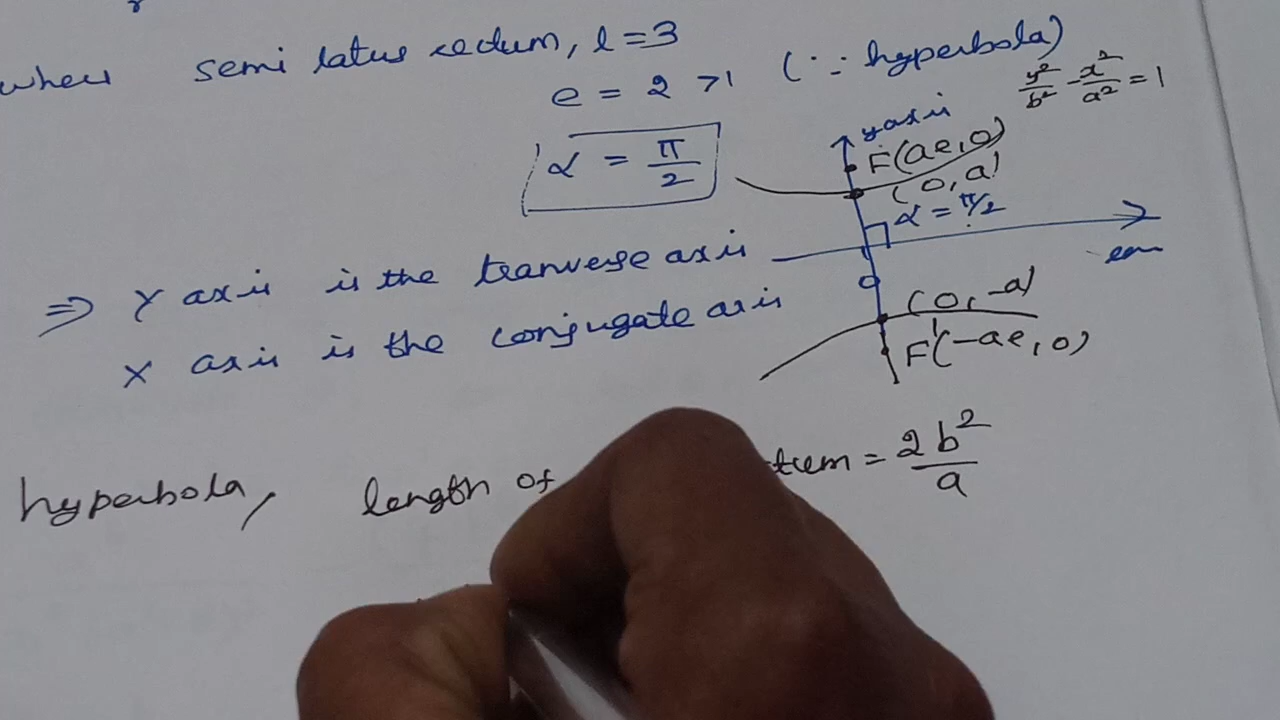 where semi latus rectum, l = 3
e = 2 > 1 (∵ hyperbola)
y²/b² - x²/a² = 1
α = π/2
y axis
F(ae, 0)
(0, a)
α = π/2
⇒ Y axis is the tranverse axis
X axis is the conjugate axis
(0, -a)
F'(-ae, 0)
hyperbola, length of = 2b²/a